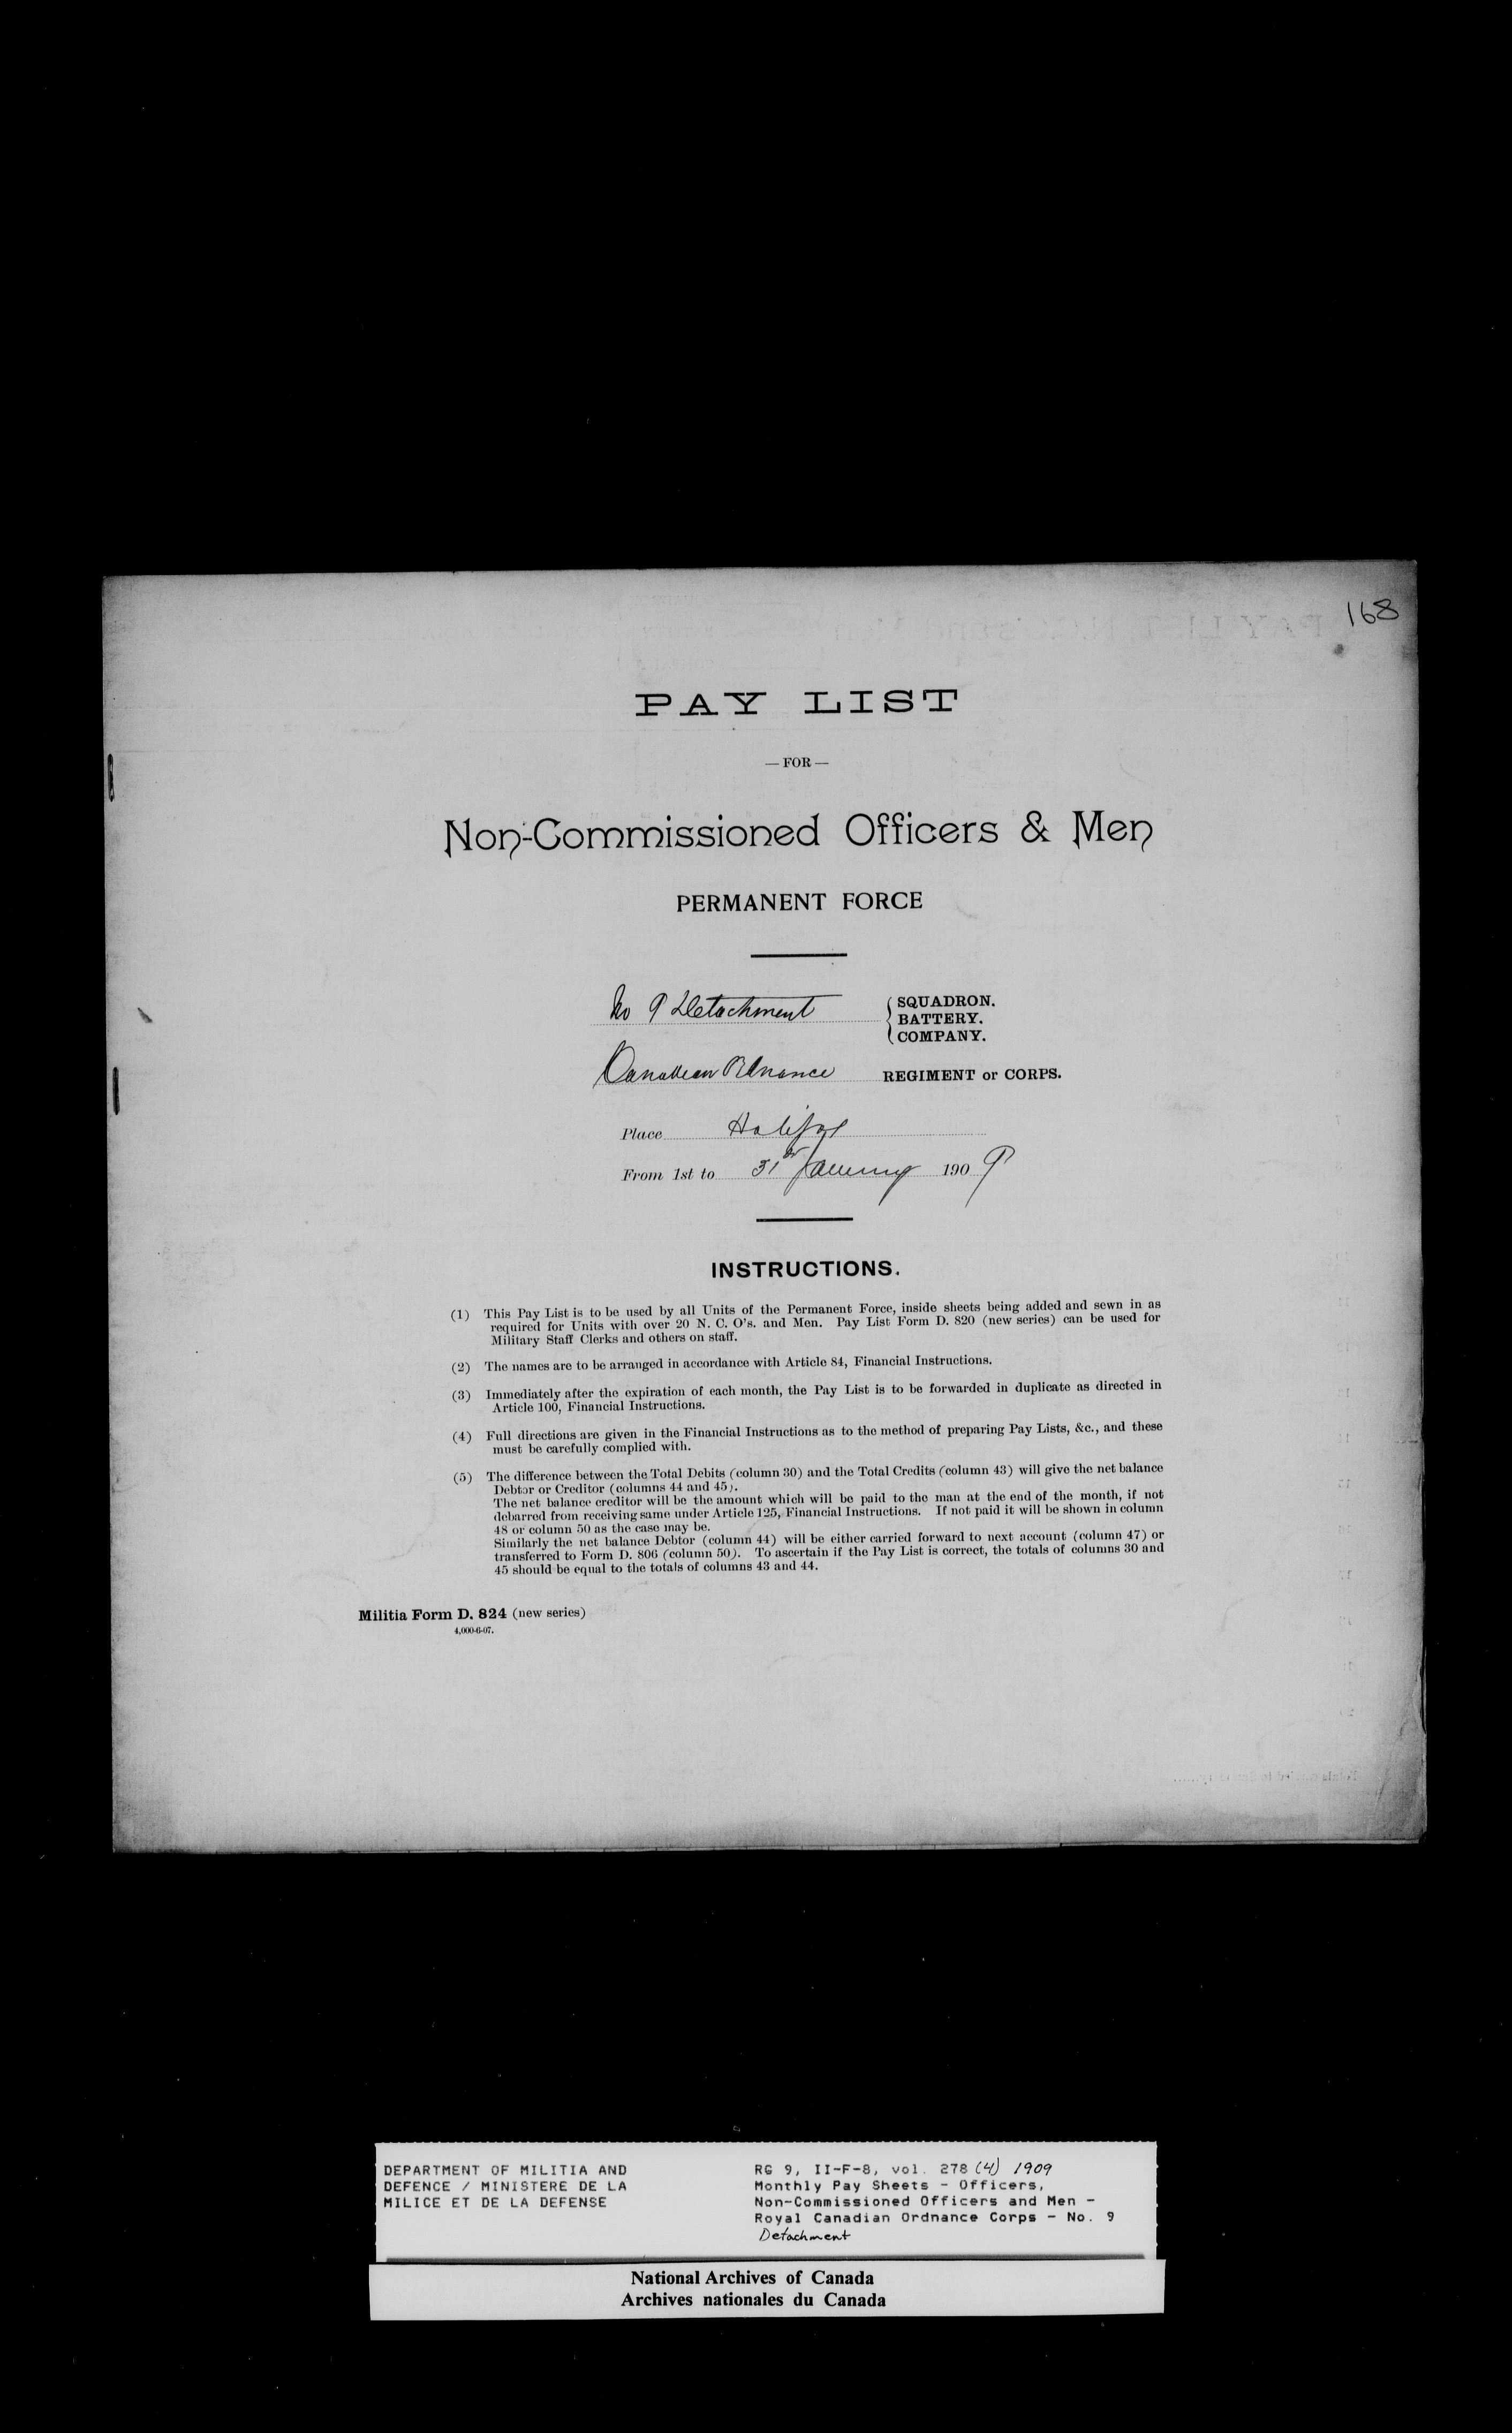 168
PAY LIST
— FOR —
Non-Commissioned Officers & Men
PERMANENT FORCE
No 9 Detachment
SQUADRON.
BATTERY.
COMPANY.
Canadian Ordnance REGIMENT or CORPS.
Place Halifax
From 1st to 31st January 1909
INSTRUCTIONS.
(1) This Pay List is to be used by all Units of the Permanent Force, inside sheets being added and sewn in as
required for Units with over 20 N. C. O's. and Men. Pay List Form D. 820 (new series) can be used for
Military Staff Clerks and others on staff.
(2) The names are to be arranged in accordance with Article 84, Financial Instructions.
(3) Immediately after the expiration of each month, the Pay List is to be forwarded in duplicate as directed in
Article 100, Financial Instructions.
(4) Full directions are given in the Financial Instructions as to the method of preparing Pay Lists, &c., and these
must be carefully complied with.
(5) The difference between the Total Debits (column 30) and the Total Credits (column 43) will give the net balance
Debtor or Creditor (columns 44 and 45).
The net balance creditor will be the amount which will be paid to the man at the end of the month, if not
debarred from receiving same under Article 125, Financial Instructions. If not paid it will be shown in column
48 or column 50 as the case may be.
Similarly the net balance Debtor (column 44) will be either carried forward to next account (column 47) or
transferred to Form D. 806 (column 50). To ascertain if the Pay List is correct, the totals of columns 30 and
45 should be equal to the totals of columns 43 and 44.
Militia Form D. 824 (new series)
4,000-6-07.
DEPARTMENT OF MILITIA AND
DEFENCE / MINISTERE DE LA
MILICE ET DE LA DEFENSE
RG 9, II-F-8, vol. 278 (4) 1909
Monthly Pay Sheets - Officers,
Non-Commissioned Officers and Men -
Royal Canadian Ordnance Corps - No. 9
Detachment
National Archives of Canada
Archives nationales du Canada